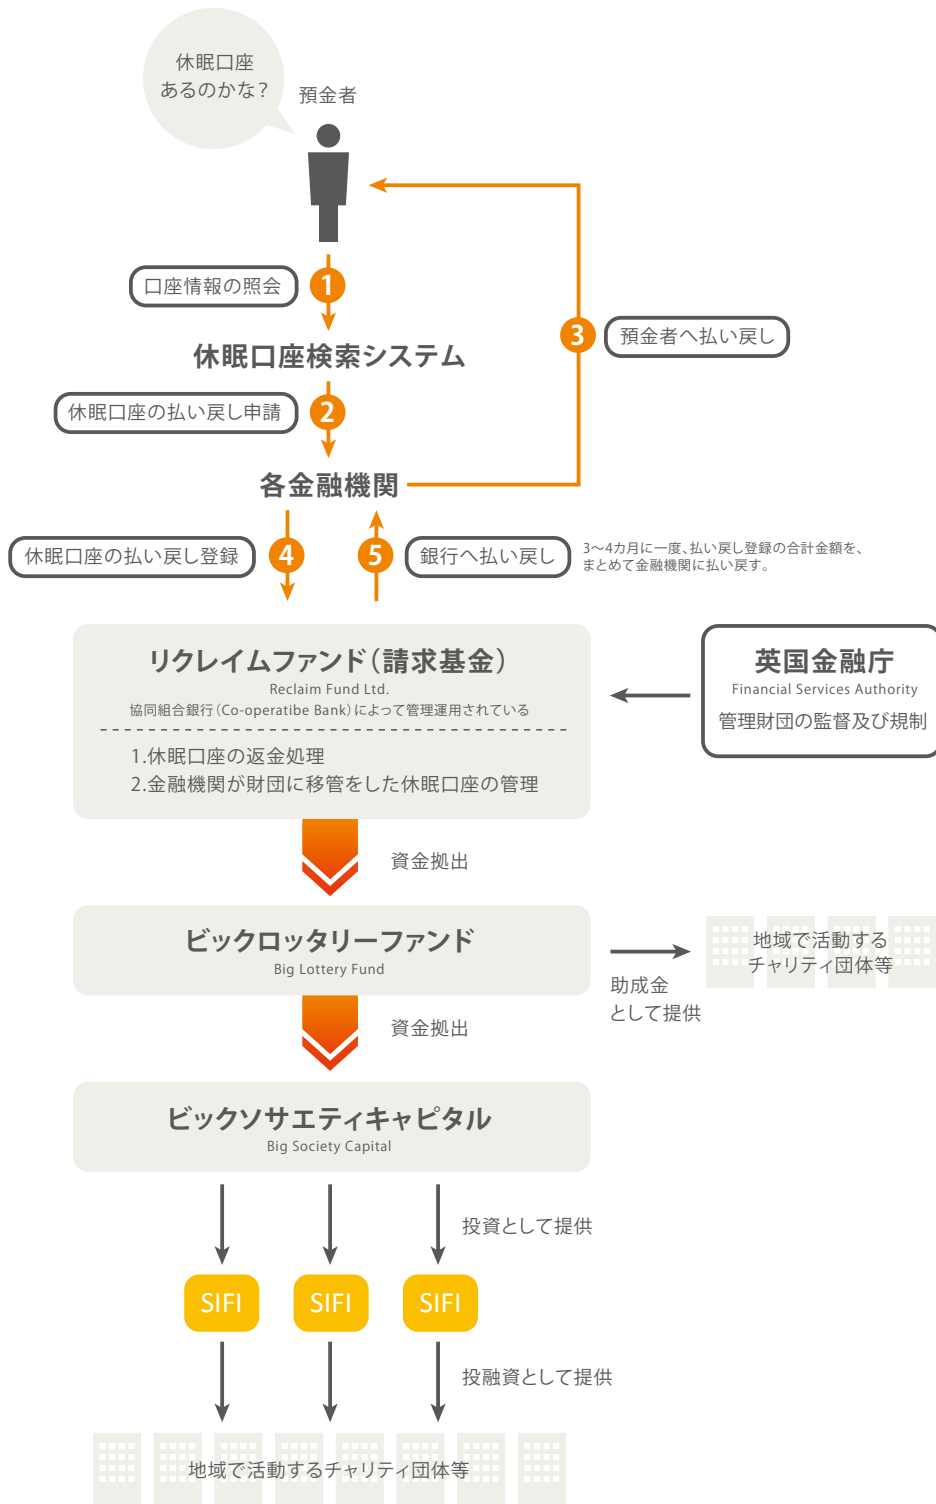 休眠口座
あるのかな?
預金者
口座情報の照会
1
休眠口座検索システム
3
預金者へ払い戻し
休眠口座の払い戻し申請
2
各金融機関
休眠口座の払い戻し登録
4
5
銀行へ払い戻し
3〜4カ月に一度、払い戻し登録の合計金額を、
まとめて金融機関に払い戻す。
リクレイムファンド(請求基金)
Reclaim Fund Ltd.
協同組合銀行(Co-operatibe Bank)によって管理運用されている
1.休眠口座の返金処理
2.金融機関が財団に移管をした休眠口座の管理
英国金融庁
Financial Services Authority
管理財団の監督及び規制
資金拠出
ビックロッタリーファンド
Big Lottery Fund
助成金
として提供
地域で活動する
チャリティ団体等
資金拠出
ビックソサエティキャピタル
Big Society Capital
投資として提供
SIFI
SIFI
SIFI
投融資として提供
地域で活動するチャリティ団体等